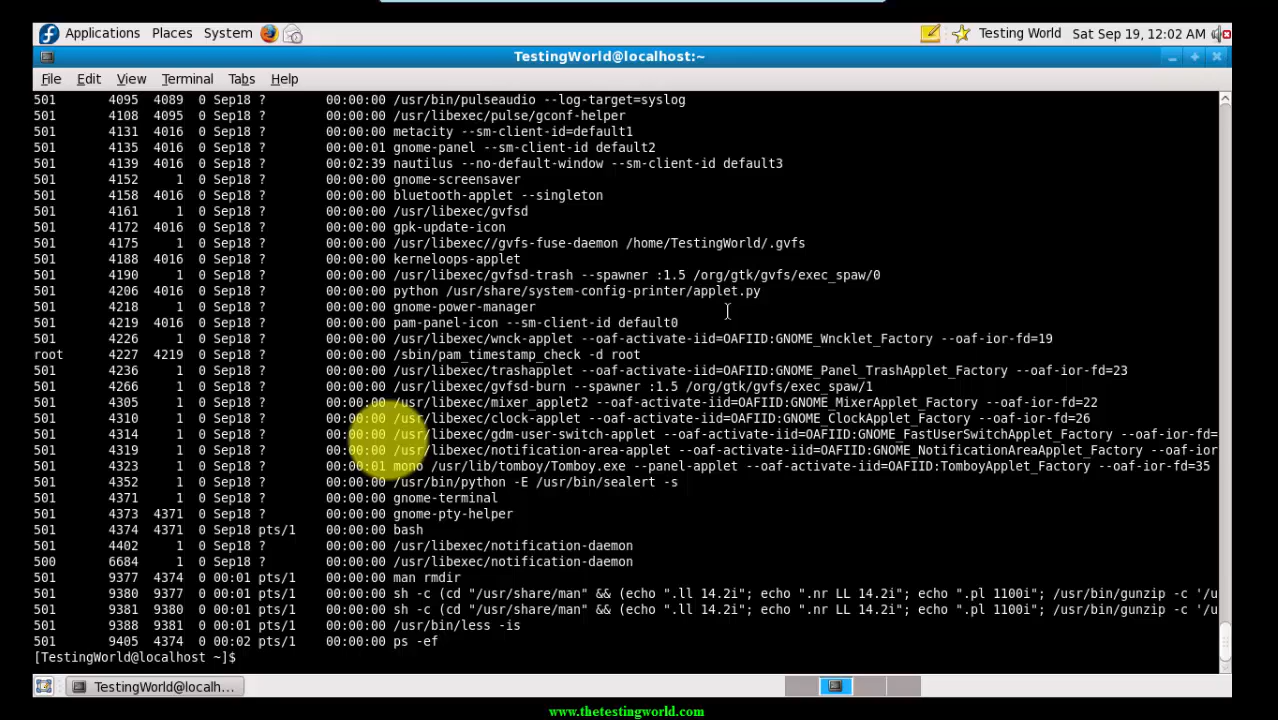 Applications Places System Testing World Sat Sep 19, 12:02 AM
TestingWorld@localhost:~
File Edit View Terminal Tabs Help
501 4095 4089 0 Sep18 ? 00:00:00 /usr/bin/pulseaudio --log-target=syslog
501 4108 4095 0 Sep18 ? 00:00:00 /usr/libexec/pulse/gconf-helper
501 4131 4016 0 Sep18 ? 00:00:00 metacity --sm-client-id=default1
501 4135 4016 0 Sep18 ? 00:00:01 gnome-panel --sm-client-id default2
501 4139 4016 0 Sep18 ? 00:02:39 nautilus --no-default-window --sm-client-id default3
501 4152 1 0 Sep18 ? 00:00:00 gnome-screensaver
501 4158 4016 0 Sep18 ? 00:00:00 bluetooth-applet --singleton
501 4161 1 0 Sep18 ? 00:00:00 /usr/libexec/gvfsd
501 4172 4016 0 Sep18 ? 00:00:00 gpk-update-icon
501 4175 1 0 Sep18 ? 00:00:00 /usr/libexec//gvfs-fuse-daemon /home/TestingWorld/.gvfs
501 4188 4016 0 Sep18 ? 00:00:00 kerneloops-applet
501 4190 1 0 Sep18 ? 00:00:00 /usr/libexec/gvfsd-trash --spawner :1.5 /org/gtk/gvfs/exec_spaw/0
501 4206 4016 0 Sep18 ? 00:00:00 python /usr/share/system-config-printer/applet.py
501 4218 1 0 Sep18 ? 00:00:00 gnome-power-manager
501 4219 4016 0 Sep18 ? 00:00:00 pam-panel-icon --sm-client-id default0
501 4226 1 0 Sep18 ? 00:00:00 /usr/libexec/wnck-applet --oaf-activate-iid=OAFIID:GNOME_Wncklet_Factory --oaf-ior-fd=19
root 4227 4219 0 Sep18 ? 00:00:00 /sbin/pam_timestamp_check -d root
501 4236 1 0 Sep18 ? 00:00:00 /usr/libexec/trashapplet --oaf-activate-iid=OAFIID:GNOME_Panel_TrashApplet_Factory --oaf-ior-fd=23
501 4266 1 0 Sep18 ? 00:00:00 /usr/libexec/gvfsd-burn --spawner :1.5 /org/gtk/gvfs/exec_spaw/1
501 4305 1 0 Sep18 ? 00:00:00 /usr/libexec/mixer_applet2 --oaf-activate-iid=OAFIID:GNOME_MixerApplet_Factory --oaf-ior-fd=22
501 4310 1 0 Sep18 ? 00:00:00 /usr/libexec/clock-applet --oaf-activate-iid=OAFIID:GNOME_ClockApplet_Factory --oaf-ior-fd=26
501 4314 1 0 Sep18 ? 00:00:00 /usr/libexec/gdm-user-switch-applet --oaf-activate-iid=OAFIID:GNOME_FastUserSwitchApplet_Factory --oaf-ior-fd=
501 4319 1 0 Sep18 ? 00:00:00 /usr/libexec/notification-area-applet --oaf-activate-iid=OAFIID:GNOME_NotificationAreaApplet_Factory --oaf-ior-f
501 4323 1 0 Sep18 ? 00:00:01 mono /usr/lib/tomboy/Tomboy.exe --panel-applet --oaf-activate-iid=OAFIID:TomboyApplet_Factory --oaf-ior-fd=35
501 4352 1 0 Sep18 ? 00:00:00 /usr/bin/python -E /usr/bin/sealert -s
501 4371 1 0 Sep18 ? 00:00:00 gnome-terminal
501 4373 4371 0 Sep18 ? 00:00:00 gnome-pty-helper
501 4374 4371 0 Sep18 pts/1 00:00:00 bash
501 4402 1 0 Sep18 ? 00:00:00 /usr/libexec/notification-daemon
500 6684 1 0 Sep18 ? 00:00:00 /usr/libexec/notification-daemon
501 9377 4374 0 00:01 pts/1 00:00:00 man rmdir
501 9380 9377 0 00:01 pts/1 00:00:00 sh -c (cd "/usr/share/man" && (echo ".ll 14.2i"; echo ".nr LL 14.2i"; echo ".pl 1100i"; /usr/bin/gunzip -c '/u
501 9381 9380 0 00:01 pts/1 00:00:00 sh -c (cd "/usr/share/man" && (echo ".ll 14.2i"; echo ".nr LL 14.2i"; echo ".pl 1100i"; /usr/bin/gunzip -c '/u
501 9388 9381 0 00:01 pts/1 00:00:00 /usr/bin/less -is
501 9405 4374 0 00:02 pts/1 00:00:00 ps -ef
[TestingWorld@localhost ~]$
TestingWorld@localh...
www.thetestingworld.com